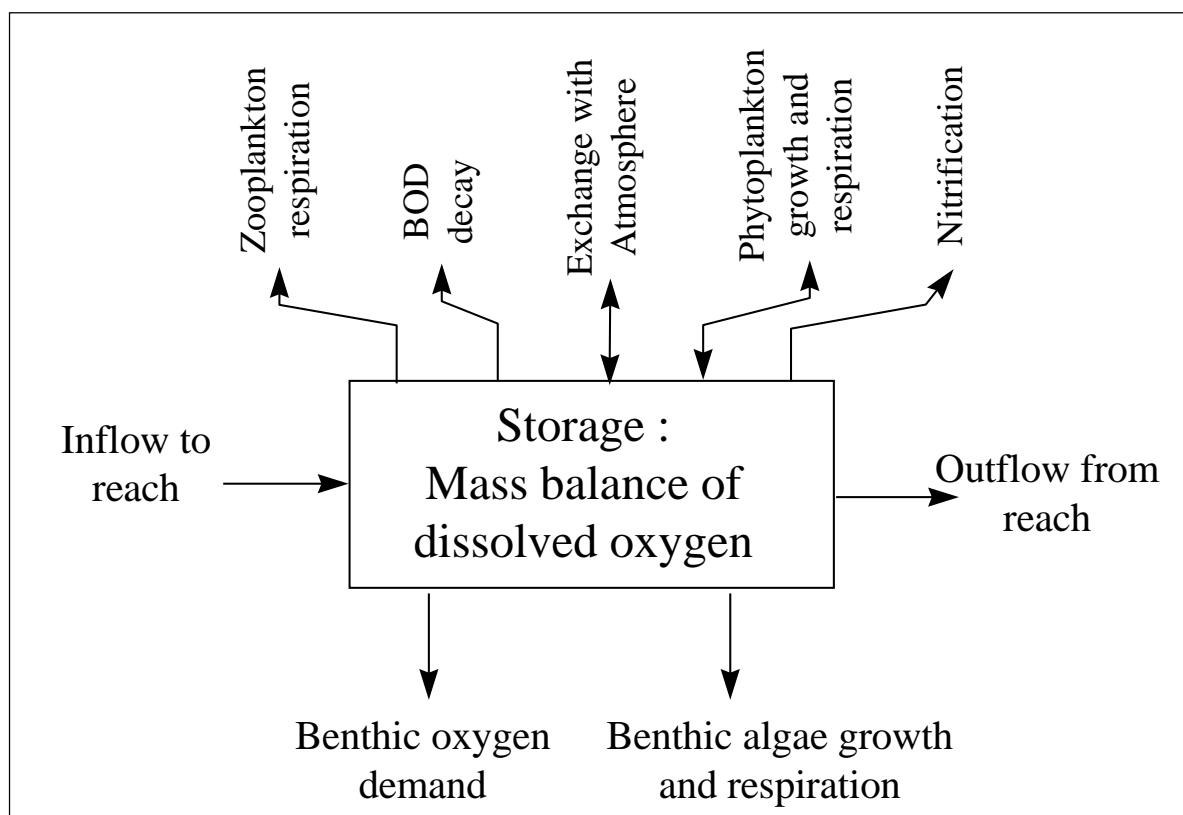 Zooplankton
respiration
BOD
decay
Exchange with
Atmosphere
Phytoplankton
growth and
respiration
Nitrification
Inflow to
reach
Storage :
Mass balance of
dissolved oxygen
Outflow from
reach
Benthic oxygen
demand
Benthic algae growth
and respiration